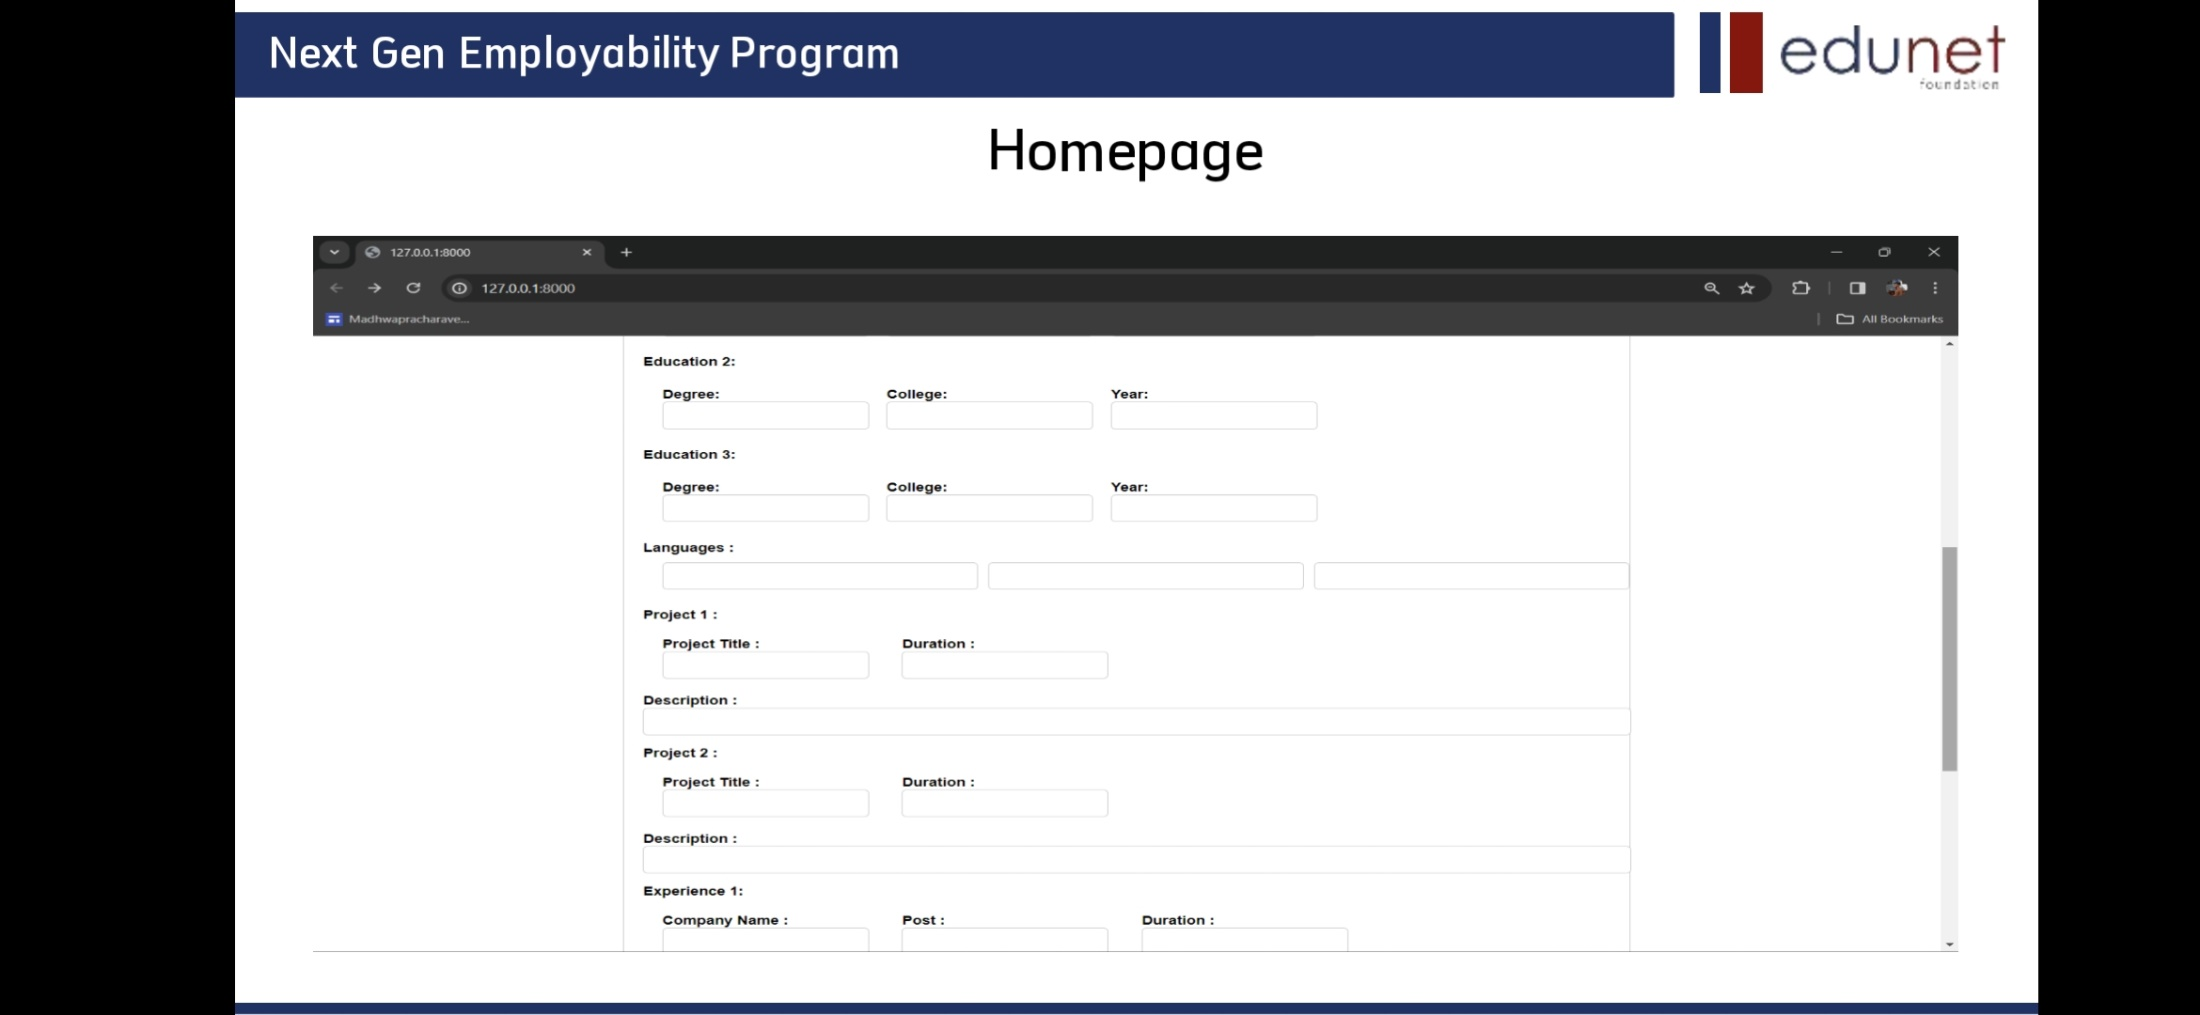 Next Gen Employability Program
edunet
foundation
Homepage
127.0.0.1:8000
127.0.0.1:8000
Madhwapracharave...
All Bookmarks
Education 2:
Degree: College: Year:
Education 3:
Degree: College: Year:
Languages :
Project 1 :
Project Title : Duration :
Description :
Project 2 :
Project Title : Duration :
Description :
Experience 1:
Company Name : Post : Duration :